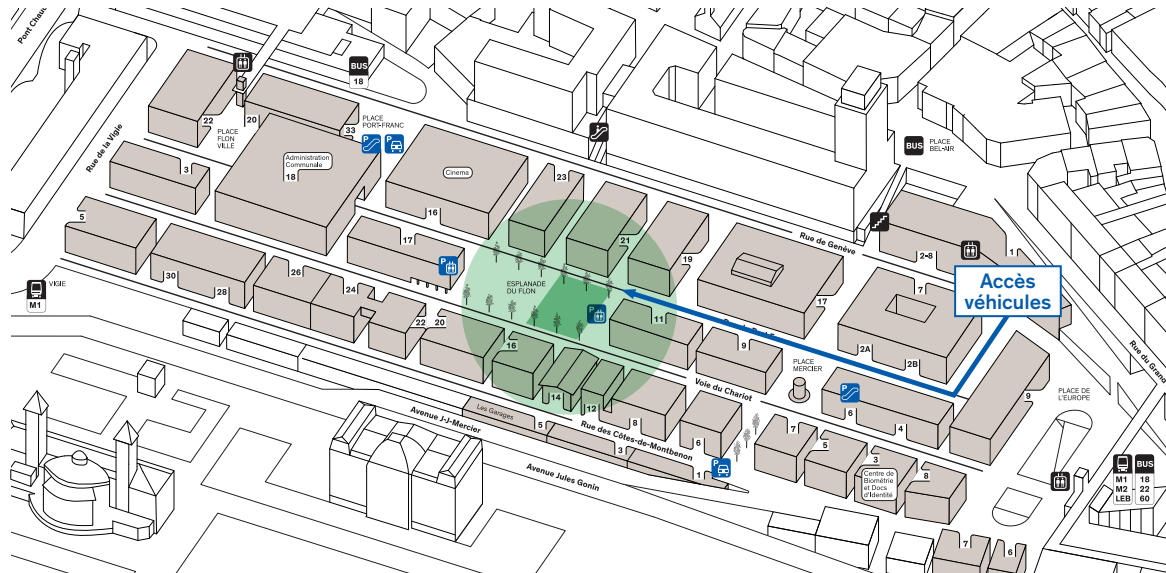 Pont Chaud
BUS
18
22
20
PLACE
FLON
VILLE
PLACE
PORT-FRANC
33
P
P
Rue de la Vigie
3
Administration
Communale
18
Cinema
16
23
BUS
PLACE
BEL-AIR
5
17
P
21
19
Rue de Genève
2-8
1
30
28
26
24
22
20
ESPLANADE
DU FLON
P
11
17
7
Accès
véhicules
VIGIE
M1
16
14
12
9
PLACE
MERCIER
2A
2B
Rue du Grand
Voie du Chariot
P
6
4
9
PLACE DE
L'EUROPE
Les Garages
5
3
1
Avenue J-J-Mercier
Rue des Côtes-de-Montbenon
8
6
P
7
5
3
8
Centre de
Biométrie
et Docs
d'Identité
Avenue Jules Gonin
BUS
M1 18
M2 22
LEB 60
7
6